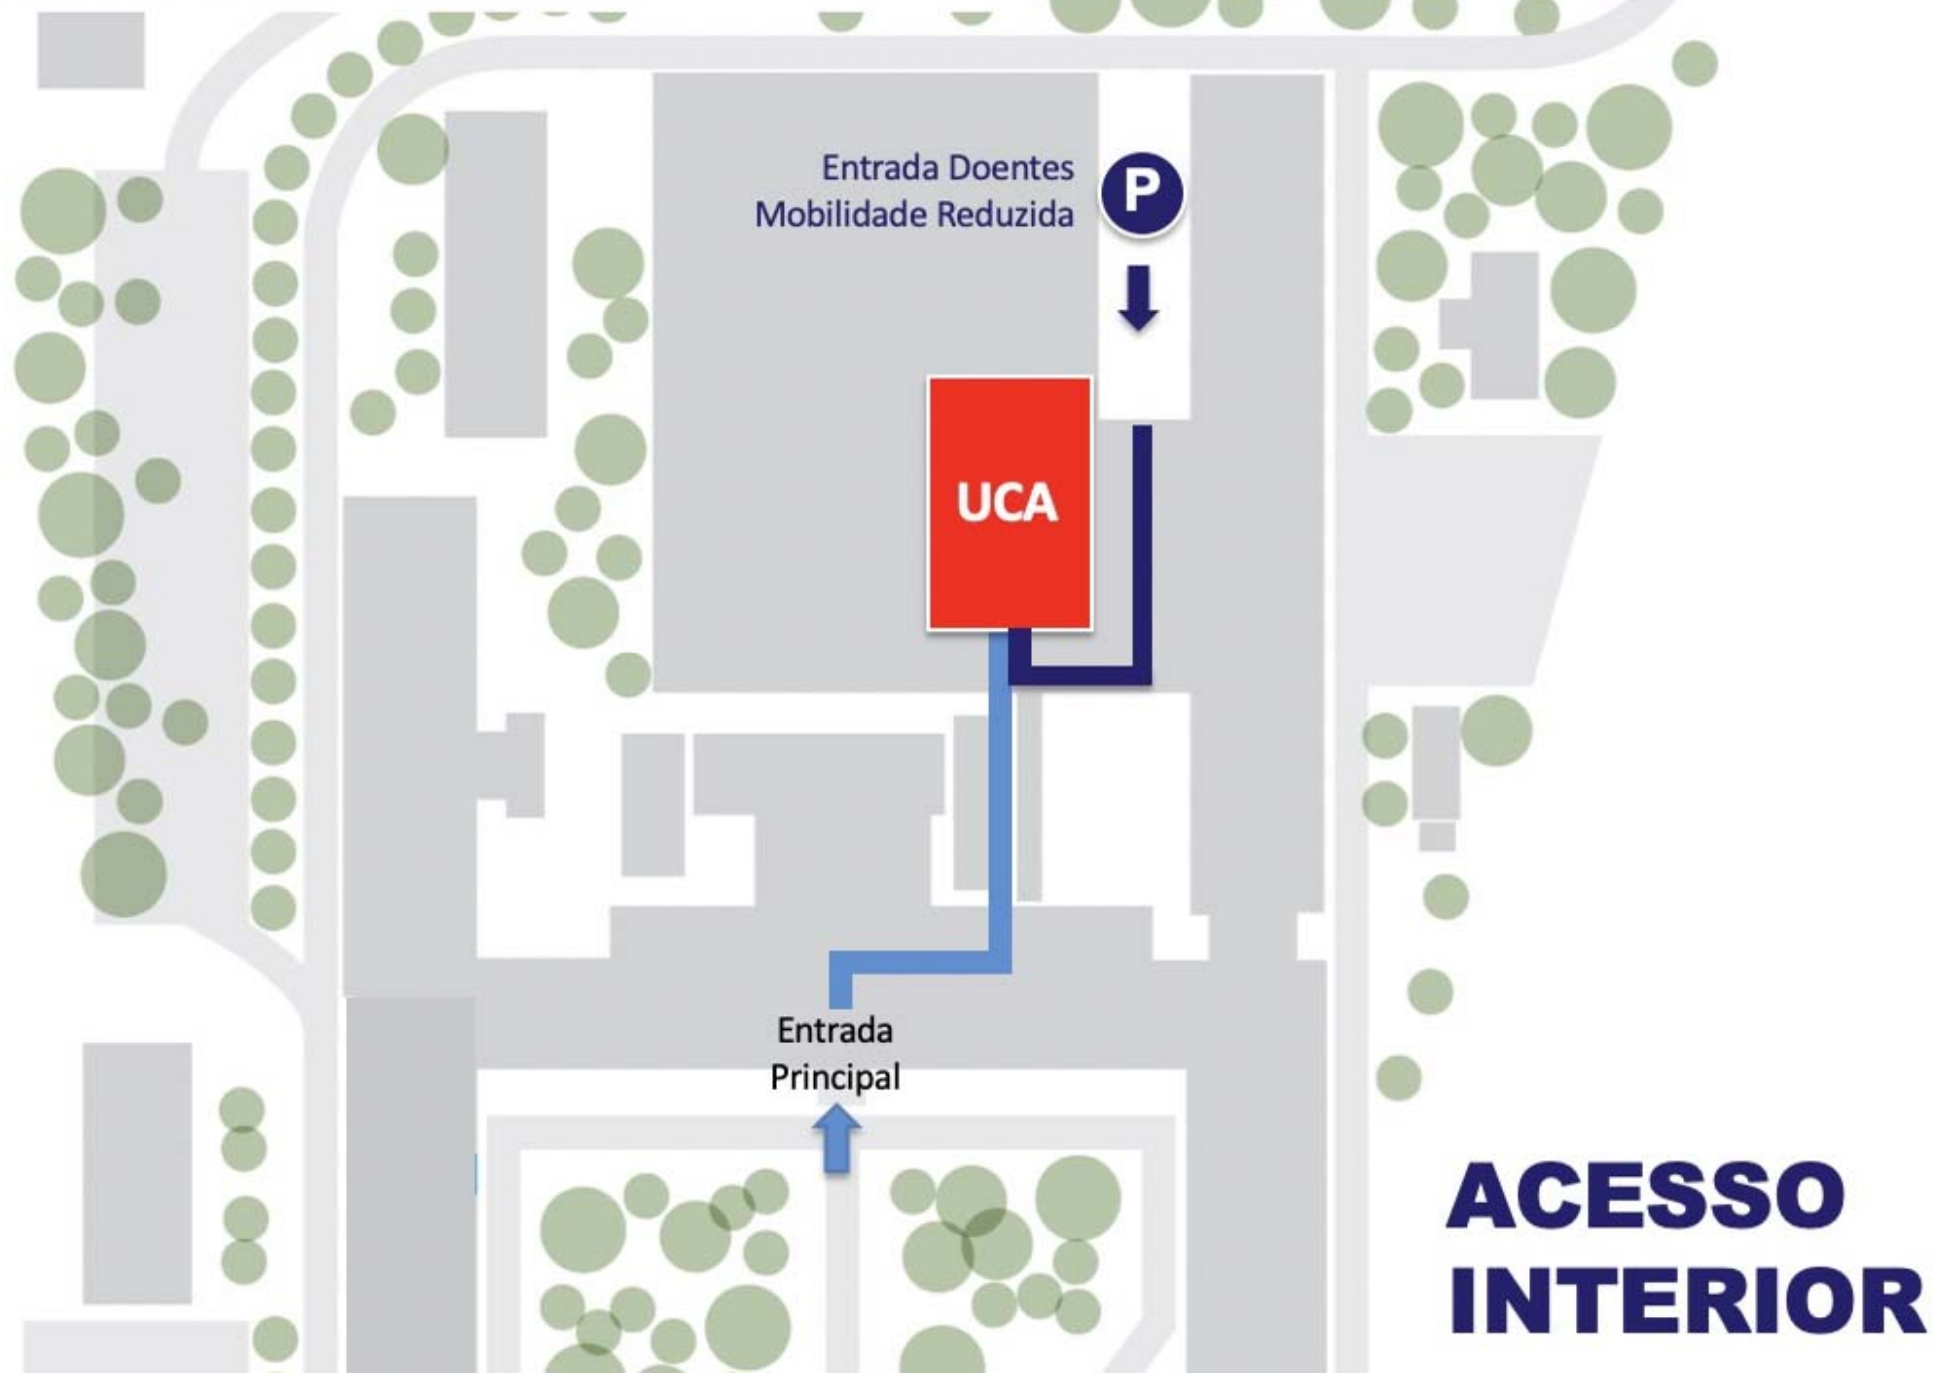 Entrada Doentes
Mobilidade Reduzida
P
UCA
Entrada
Principal
ACESSO
INTERIOR